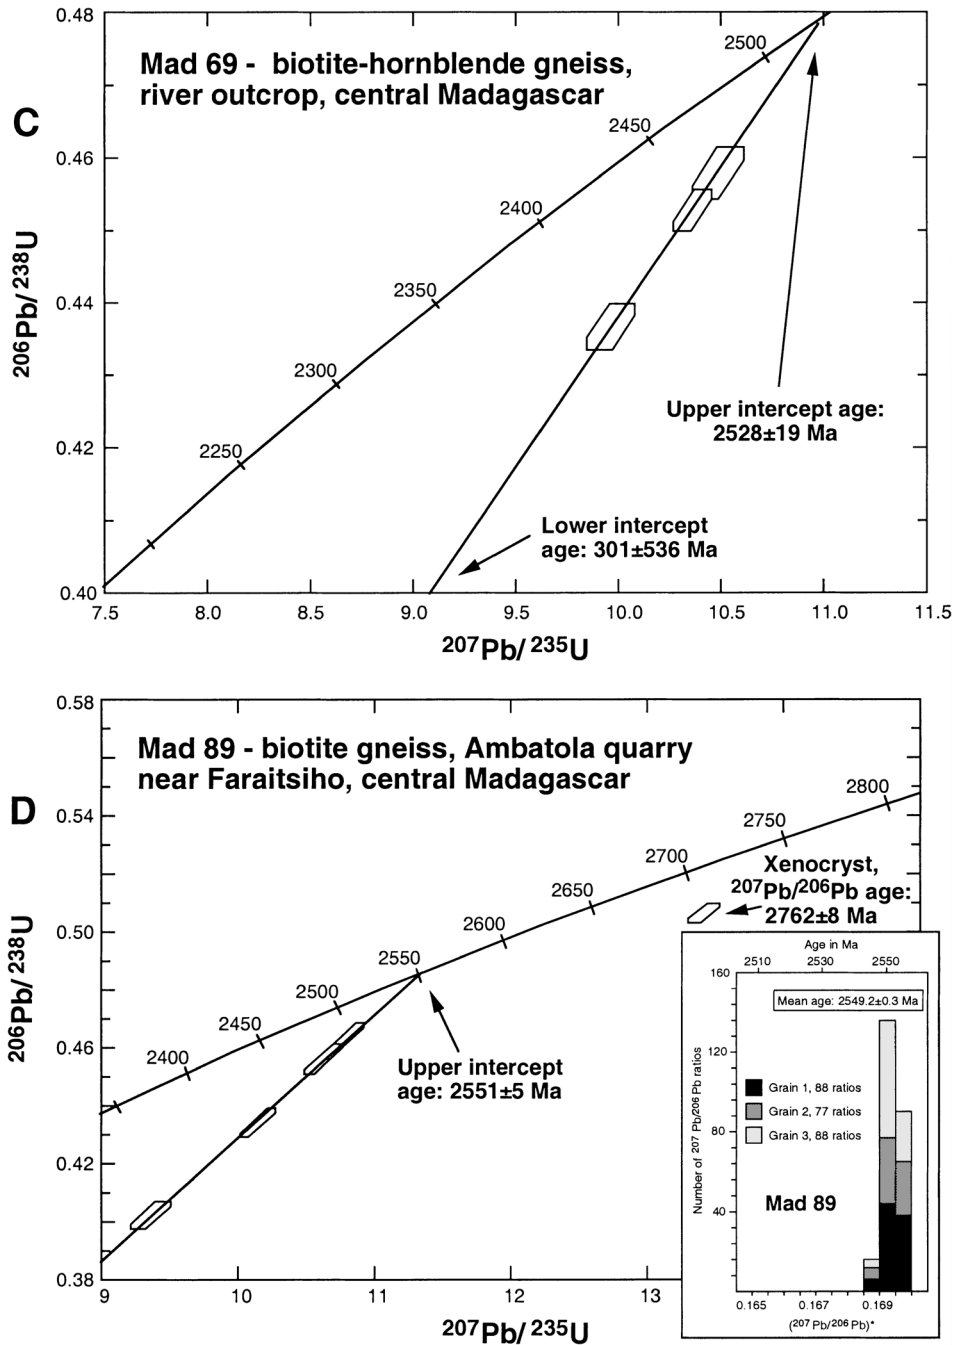 C
Mad 69 - biotite-hornblende gneiss,
river outcrop, central Madagascar
0.48
0.46
0.44
0.42
0.40
206Pb/ 238U
2500
2450
2400
2350
2300
2250
Upper intercept age:
2528±19 Ma
Lower intercept
age: 301±536 Ma
7.5 8.0 8.5 9.0 9.5 10.0 10.5 11.0 11.5
207Pb/ 235U
D
Mad 89 - biotite gneiss, Ambatola quarry
near Faraitsiho, central Madagascar
0.58
0.54
0.50
0.46
0.42
0.38
206Pb/ 238U
2800
2750
2700
2650
2600
2550
2500
2450
2400
Xenocryst,
207Pb/206Pb age:
2762±8 Ma
Upper intercept
age: 2551±5 Ma
9 10 11 12 13
207Pb/ 235U
Age in Ma
2510 2530 2550
Mean age: 2549.2±0.3 Ma
160
120
80
40
Number of 207 Pb/206 Pb ratios
Grain 1, 88 ratios
Grain 2, 77 ratios
Grain 3, 88 ratios
Mad 89
0.165 0.167 0.169
(207 Pb/206 Pb)*